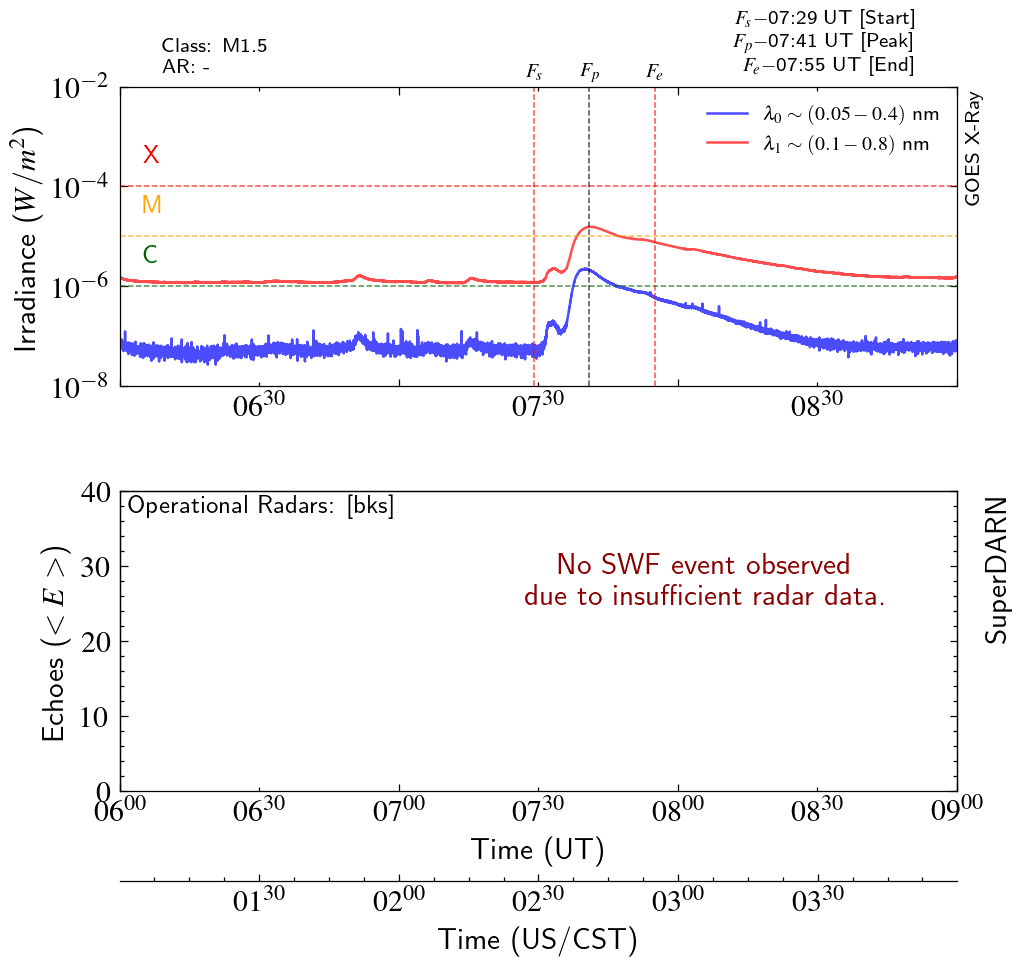 Class: M1.5
AR: -
F_s−07:29 UT [Start]
F_p−07:41 UT [Peak]
F_e−07:55 UT [End]
F_s F_p F_e
10^−2
10^−4
10^−6
10^−8
Irradiance (W/m^2)
X
M
C
λ_0 ∼ (0.05 − 0.4) nm
λ_1 ∼ (0.1 − 0.8) nm
GOES X-Ray
06^30 07^30 08^30
Operational Radars: [bks]
No SWF event observed
due to insufficient radar data.
40
30
20
10
0
Echoes (< E >)
SuperDARN
06^00 06^30 07^00 07^30 08^00 08^30 09^00
Time (UT)
01^30 02^00 02^30 03^00 03^30
Time (US/CST)